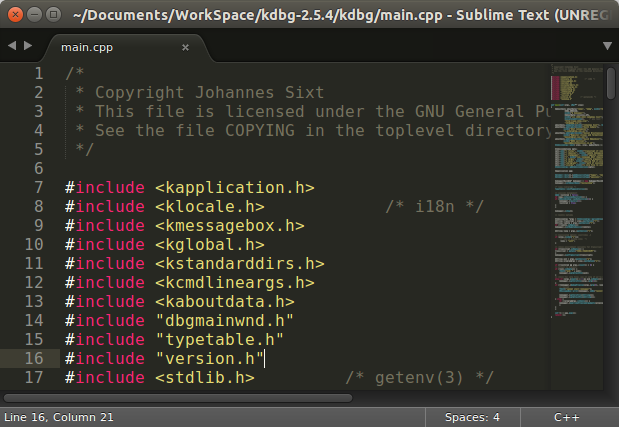 ~/Documents/WorkSpace/kdbg-2.5.4/kdbg/main.cpp - Sublime Text
main.cpp
1 /*
2 * Copyright Johannes Sixt
3 * This file is licensed under the GNU General
4 * See the file COPYING in the toplevel directory
5 */
6
7 #include <kapplication.h>
8 #include <klocale.h> /* i18n */
9 #include <kmessagebox.h>
10 #include <kglobal.h>
11 #include <kstandarddirs.h>
12 #include <kcmdlineargs.h>
13 #include <kaboutdata.h>
14 #include "dbgmainwnd.h"
15 #include "typetable.h"
16 #include "version.h"
17 #include <stdlib.h> /* getenv(3) */
Line 16, Column 21 Spaces: 4 C++